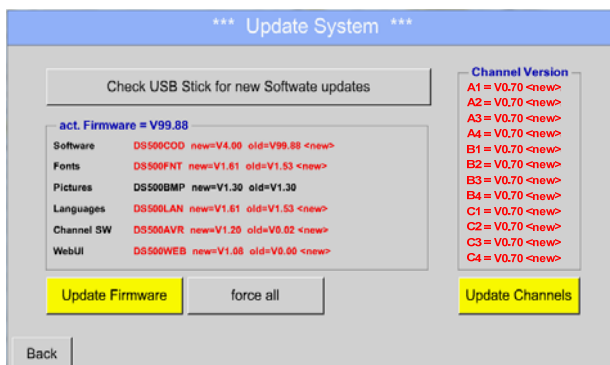 *** Update System ***
Check USB Stick for new Softwate updates
act. Firmware = V99.88
Software DS500COD new=V4.00 old=V99.88 <new>
Fonts DS500FNT new=V1.61 old=V1.53 <new>
Pictures DS500BMP new=V1.30 old=V1.30
Languages DS500LAN new=V1.61 old=V1.53 <new>
Channel SW DS500AVR new=V1.20 old=V0.02 <new>
WebUI DS500WEB new=V1.08 old=V0.00 <new>
Update Firmware
force all
Channel Version
A1 = V0.70 <new>
A2 = V0.70 <new>
A3 = V0.70 <new>
A4 = V0.70 <new>
B1 = V0.70 <new>
B2 = V0.70 <new>
B3 = V0.70 <new>
B4 = V0.70 <new>
C1 = V0.70 <new>
C2 = V0.70 <new>
C3 = V0.70 <new>
C4 = V0.70 <new>
Update Channels
Back